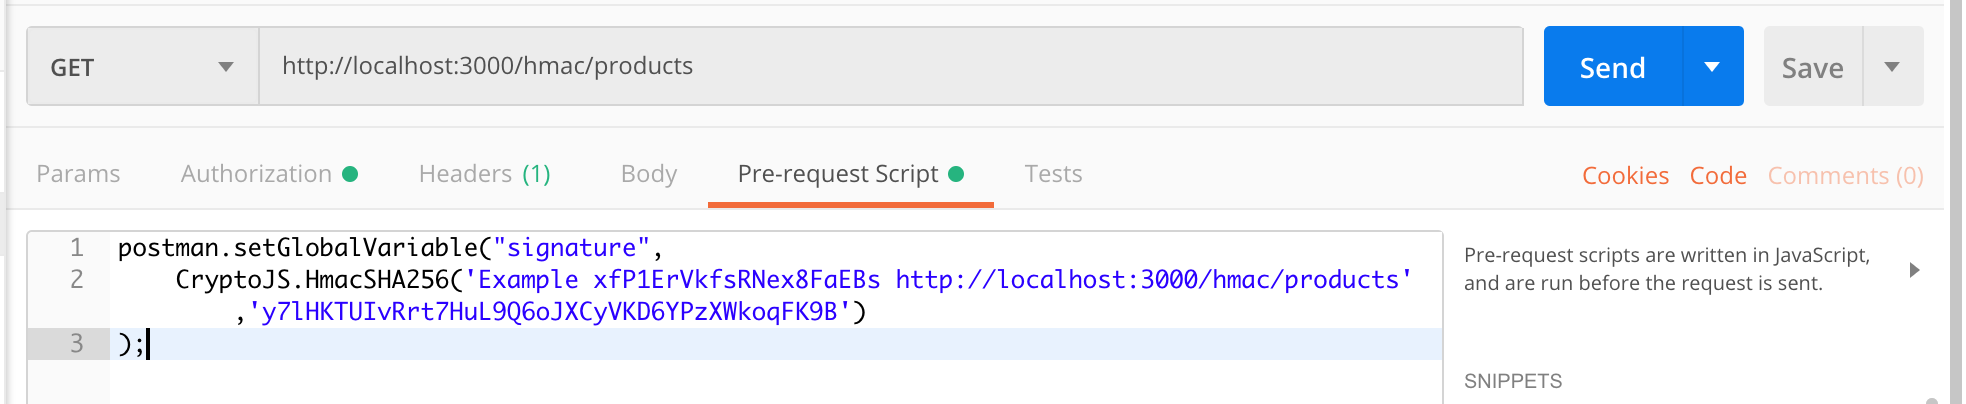 GET
http://localhost:3000/hmac/products
Send
Save
Params
Authorization
Headers (1)
Body
Pre-request Script
Tests
Cookies
Code
Comments (0)
1 postman.setGlobalVariable("signature",
2 CryptoJS.HmacSHA256('Example xfP1ErVkfsRNex8FaEBs http://localhost:3000/hmac/products'
,'y7lHKTUIvRrt7HuL9Q6oJXCyVKD6YPzXWkoqFK9B')
3 );
Pre-request scripts are written in JavaScript,
and are run before the request is sent.
SNIPPETS